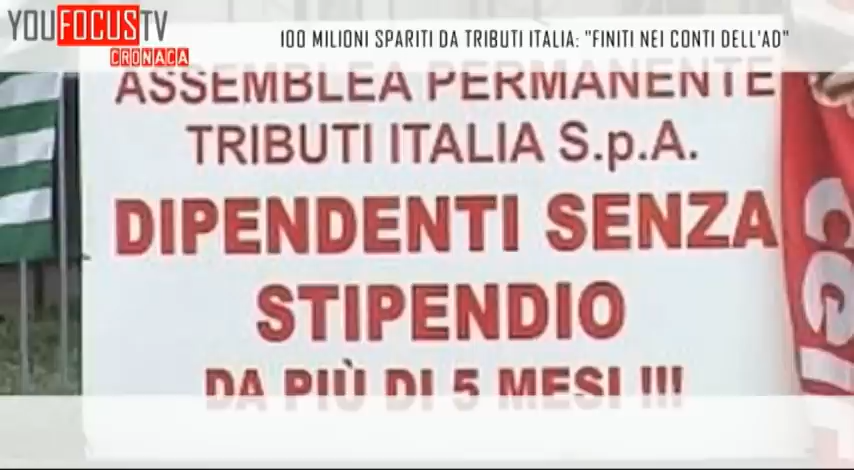 YOUFOCUSTV
CRONACA
100 MILIONI SPARITI DA TRIBUTI ITALIA: "FINITI NEI CONTI DELL'AD"
ASSEMBLEA PERMANENTE
TRIBUTI ITALIA S.p.A.
DIPENDENTI SENZA
STIPENDIO
DA PIÙ DI 5 MESI !!!